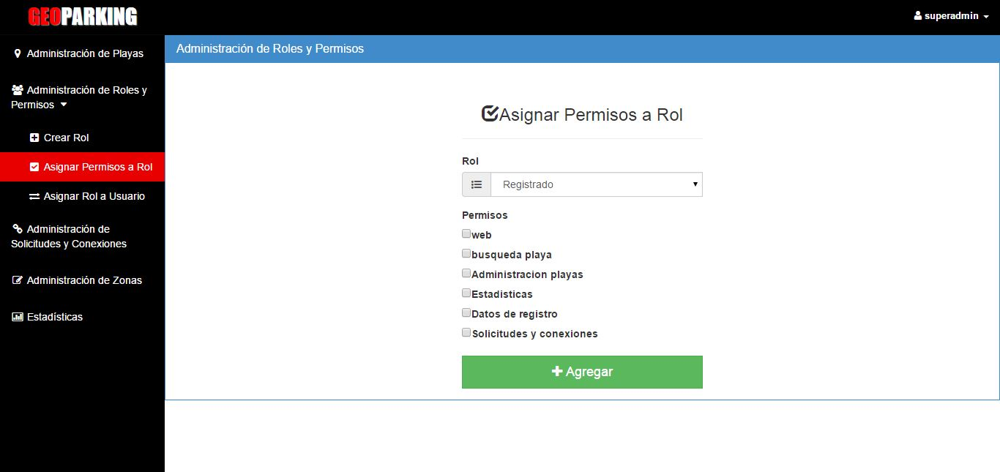 GEOPARKING
superadmin
Administración de Playas
Administración de Roles y
Permisos
Crear Rol
Asignar Permisos a Rol
Asignar Rol a Usuario
Administración de
Solicitudes y Conexiones
Administración de Zonas
Estadísticas
Administración de Roles y Permisos
Asignar Permisos a Rol
Rol
Registrado
Permisos
web
busqueda playa
Administracion playas
Estadisticas
Datos de registro
Solicitudes y conexiones
Agregar